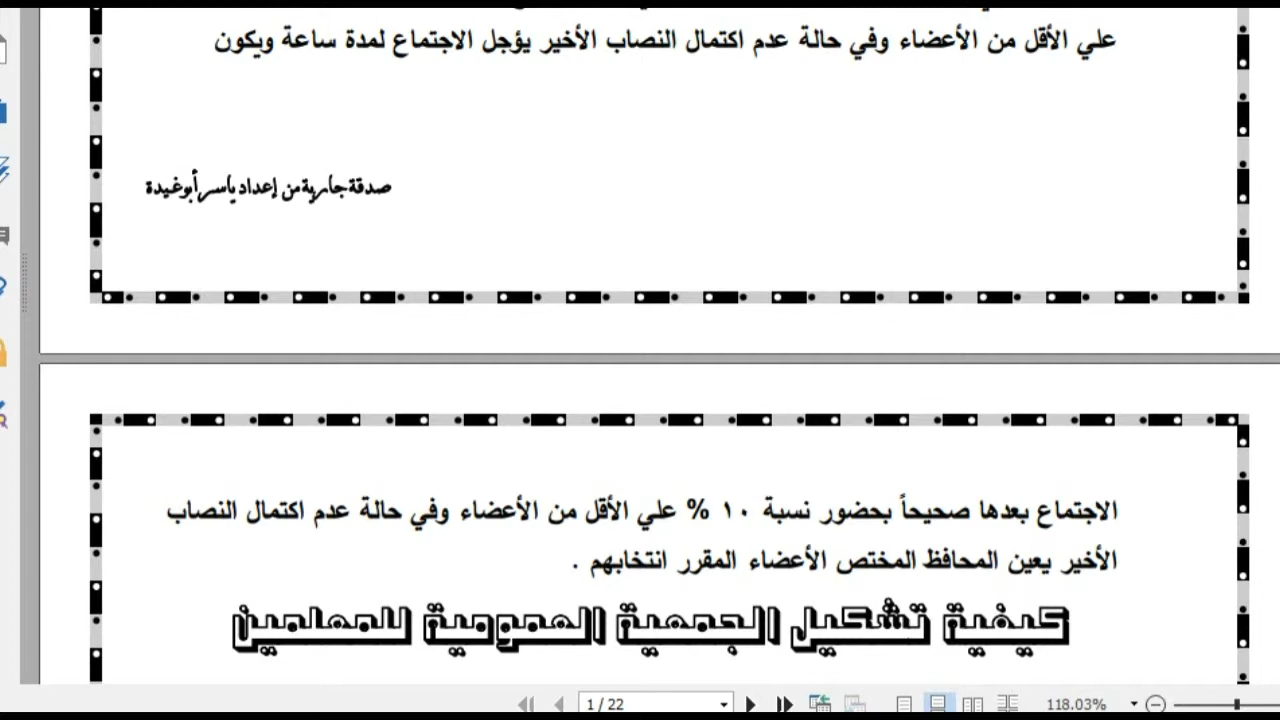 علي الأقل من الأعضاء وفي حالة عدم اكتمال النصاب الأخير يؤجل الاجتماع لمدة ساعة ويكون
صدقة جارية من إعداد ياسر أبوغيدة
الاجتماع بعدها صحيحاً بحضور نسبة ١٠ % علي الأقل من الأعضاء وفي حالة عدم اكتمال النصاب
الأخير يعين المحافظ المختص الأعضاء المقرر انتخابهم .
كيفية تشكيل الجمعية العمومية للمعلمين
1 / 22
118.03%